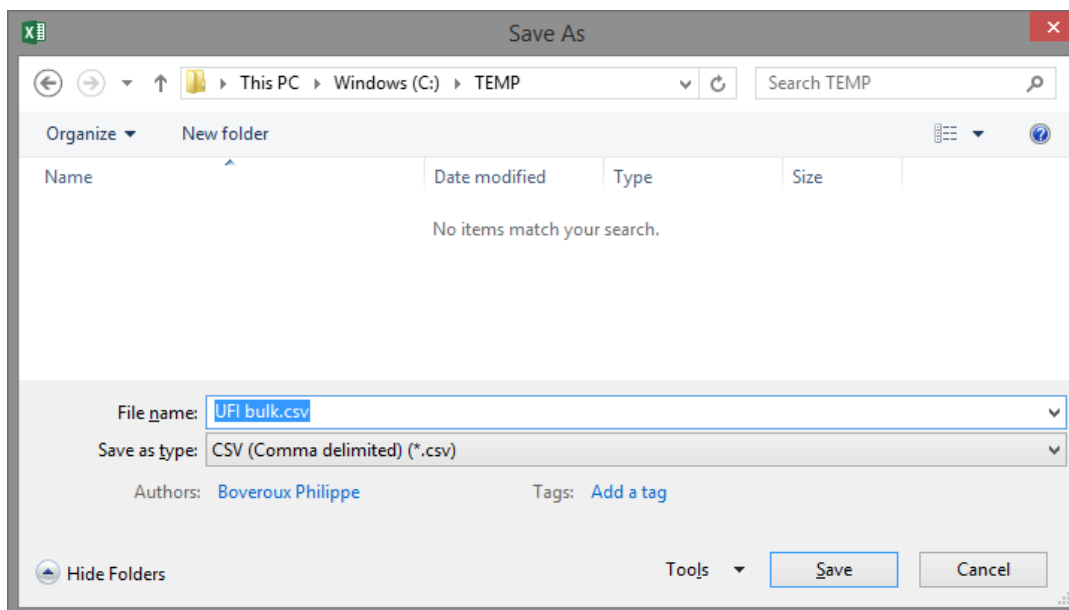 Save As
This PC Windows (C:) TEMP Search TEMP
Organize New folder
Name Date modified Type Size
No items match your search.
File name: UFI bulk.csv
Save as type: CSV (Comma delimited) (*.csv)
Authors: Boveroux Philippe Tags: Add a tag
Hide Folders Tools Save Cancel